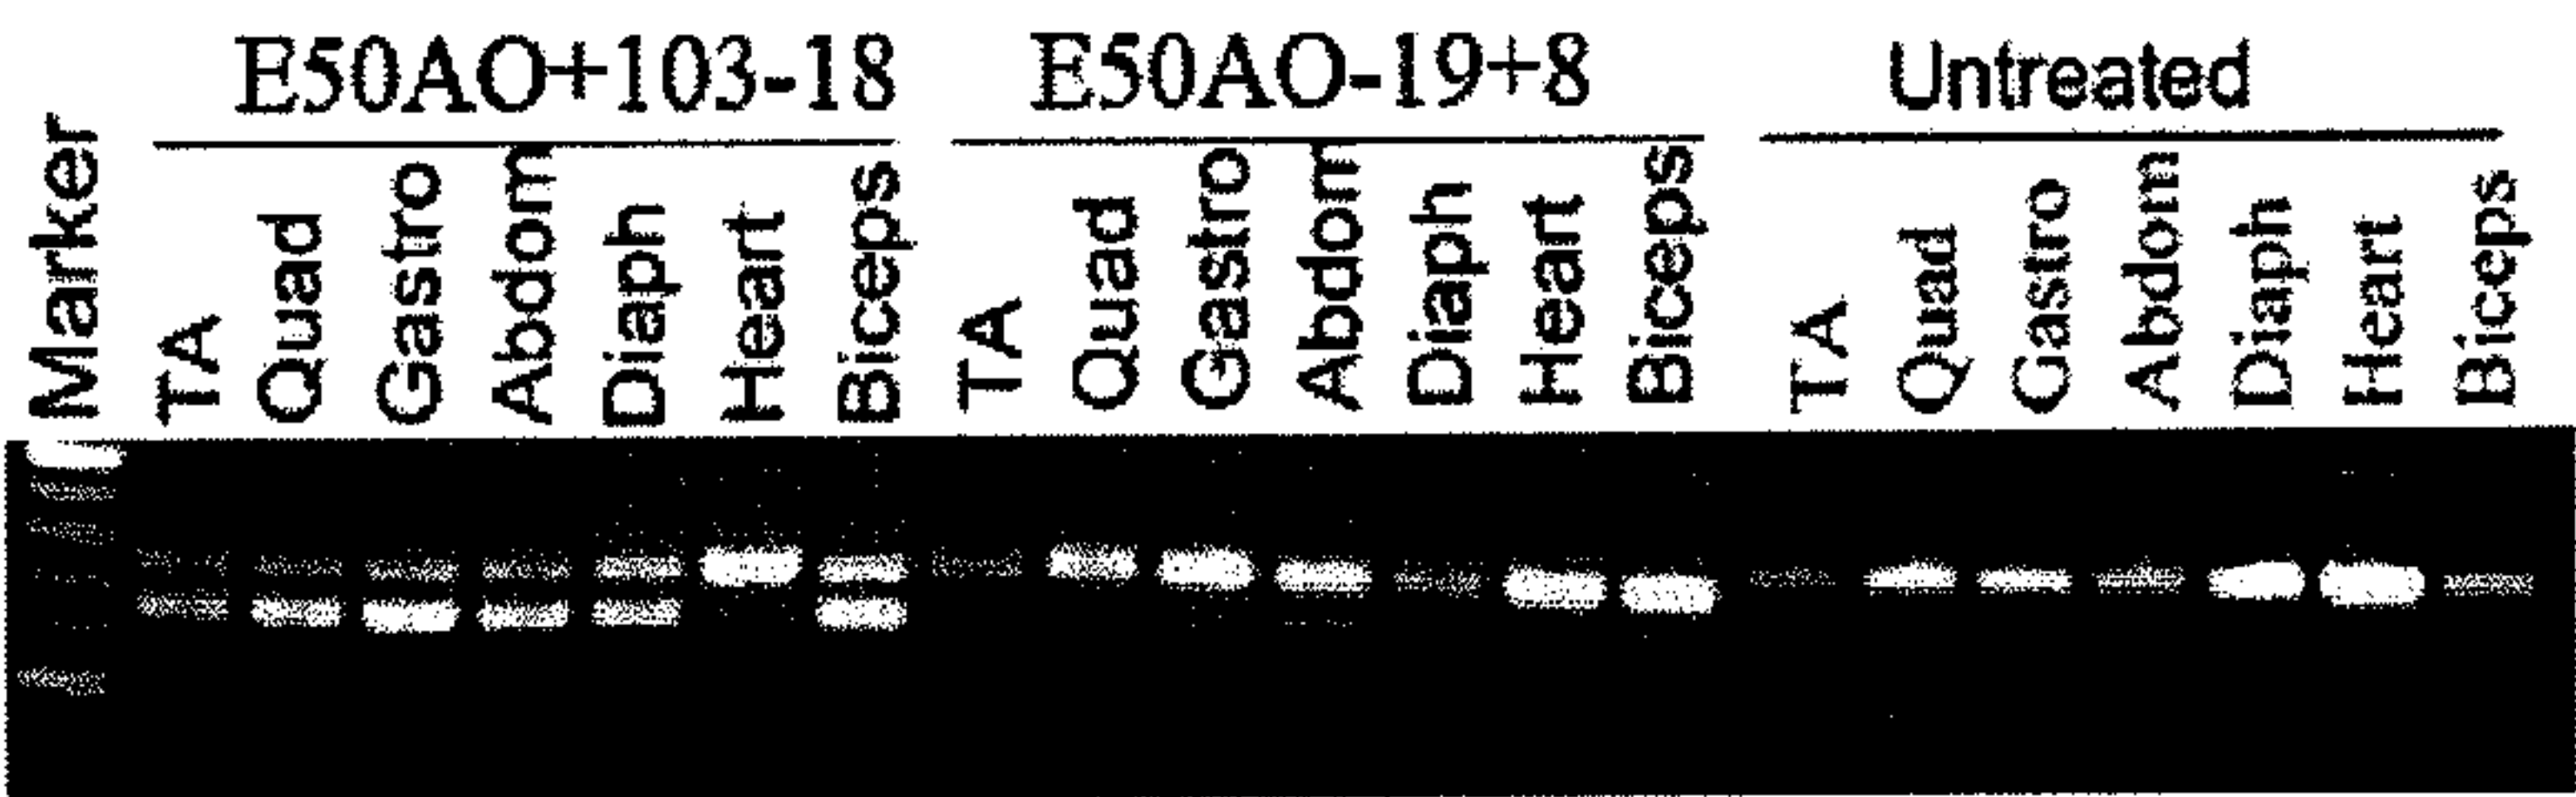 E50AO+103-18 E50AO-19+8 Untreated
Marker TA Quad Gastro Abdom Diaph Heart Biceps TA Quad Gastro Abdom Diaph Heart Biceps TA Quad Gastro Abdom Diaph Heart Biceps